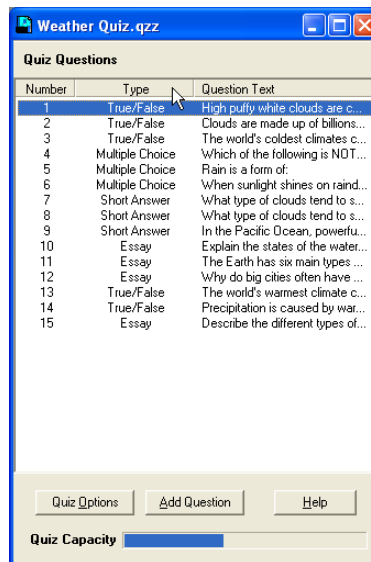 Weather Quiz.qzz
Quiz Questions
Number Type Question Text
1 True/False High puffy white clouds are c...
2 True/False Clouds are made up of billions...
3 True/False The world's coldest climates c...
4 Multiple Choice Which of the following is NOT...
5 Multiple Choice Rain is a form of:
6 Multiple Choice When sunlight shines on raind...
7 Short Answer What type of clouds tend to s...
8 Short Answer What type of clouds tend to s...
9 Short Answer In the Pacific Ocean, powerfu...
10 Essay Explain the states of the water...
11 Essay The Earth has six main types ...
12 Essay Why do big cities often have ...
13 True/False The world's warmest climate c...
14 True/False Precipitation is caused by war...
15 Essay Describe the different types of...
Quiz Options Add Question Help
Quiz Capacity